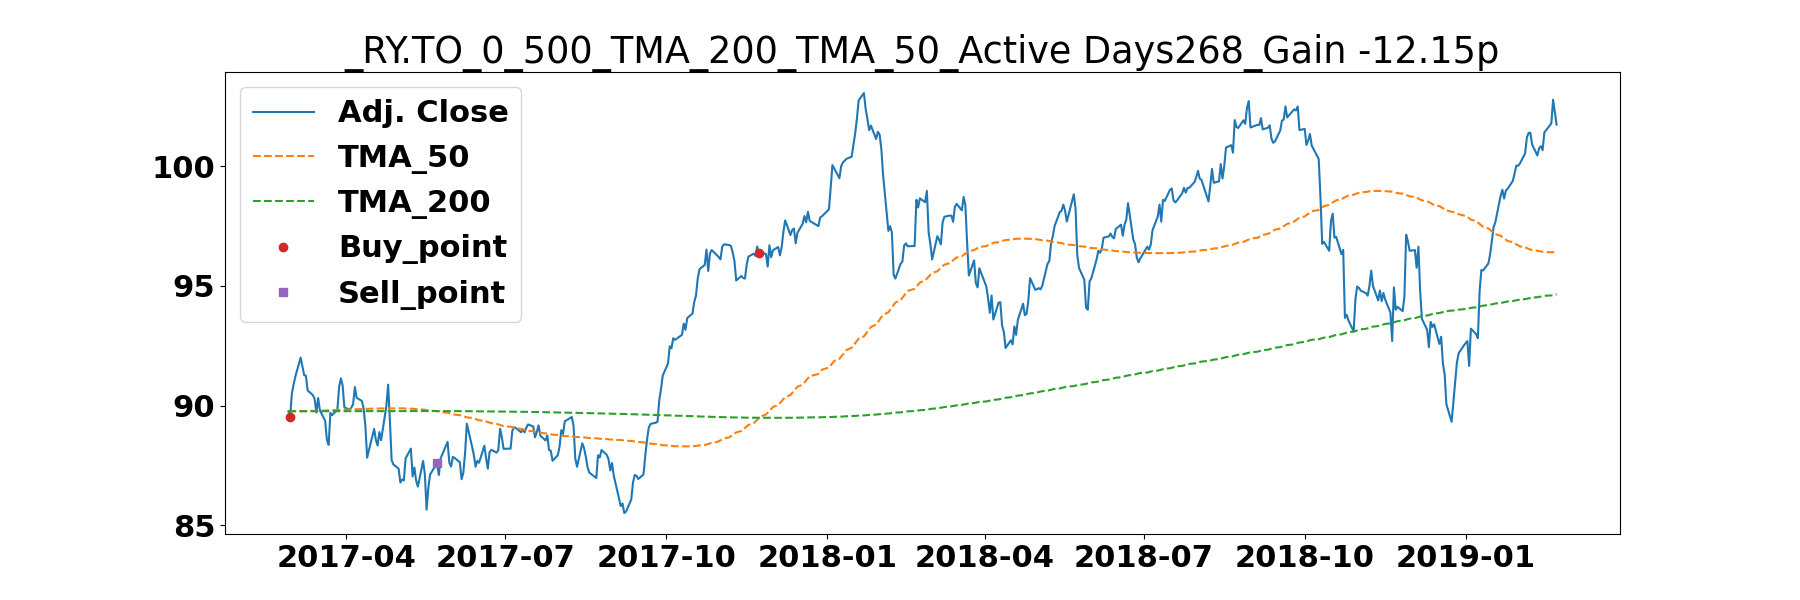 _RY.TO_0_500_TMA_200_TMA_50_Active Days268_Gain -12.15p
Adj. Close
TMA_50
TMA_200
Buy_point
Sell_point
100
95
90
85
2017-04 2017-07 2017-10 2018-01 2018-04 2018-07 2018-10 2019-01